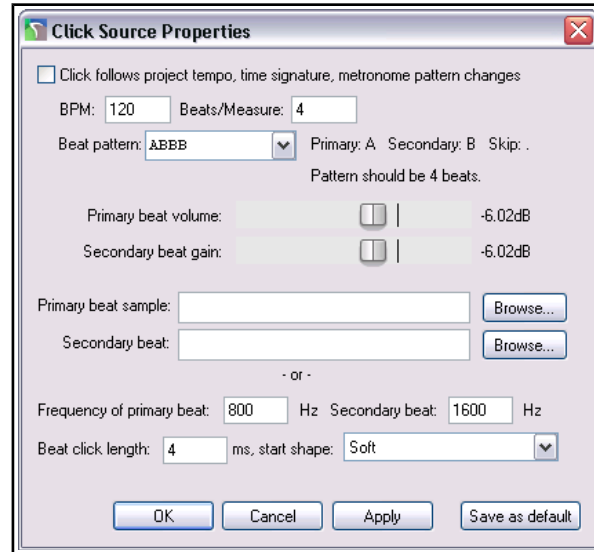 Click Source Properties
Click follows project tempo, time signature, metronome pattern changes
BPM: 120 Beats/Measure: 4
Beat pattern: ABBB Primary: A Secondary: B Skip: .
Pattern should be 4 beats.
Primary beat volume: -6.02dB
Secondary beat gain: -6.02dB
Primary beat sample: Browse...
Secondary beat: Browse...
- or -
Frequency of primary beat: 800 Hz Secondary beat: 1600 Hz
Beat click length: 4 ms, start shape: Soft
OK Cancel Apply Save as default